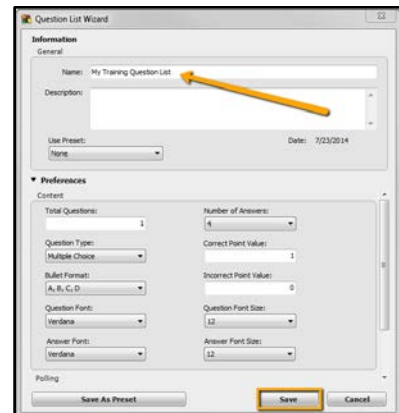 Question List Wizard
Information
General
Name: My Training Question List
Description:
Use Preset: Date: 7/23/2014
None
Preferences
Content
Total Questions: Number of Answers:
1 4
Question Type: Correct Point Value:
Multiple Choice 1
Bullet Format: Incorrect Point Value:
A, B, C, D 0
Question Font: Question Font Size:
Verdana 12
Answer Font: Answer Font Size:
Verdana 12
Polling
Save As Preset Save Cancel